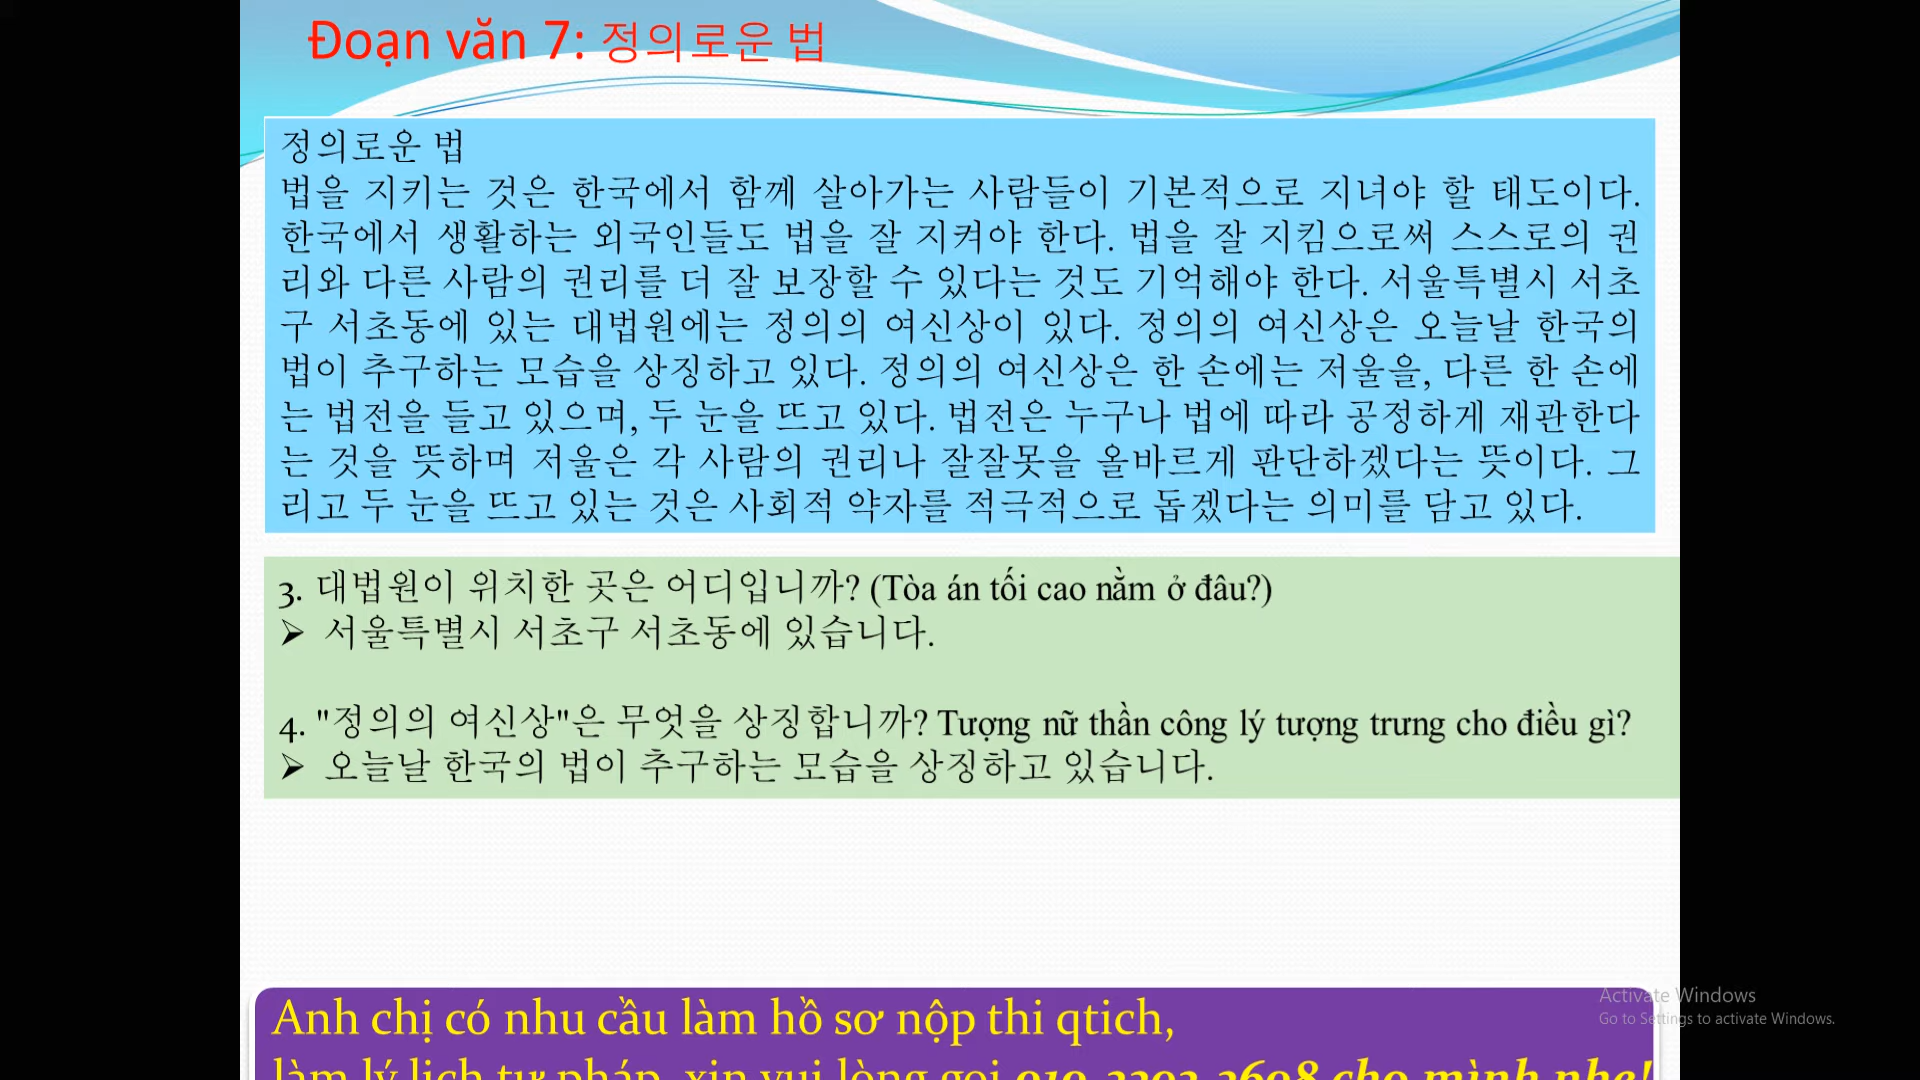 Đoạn văn 7: 정의로운 법
정의로운 법
법을 지키는 것은 한국에서 함께 살아가는 사람들이 기본적으로 지녀야 할 태도이다.
한국에서 생활하는 외국인들도 법을 잘 지켜야 한다. 법을 잘 지킴으로써 스스로의 권
리와 다른 사람의 권리를 더 잘 보장할 수 있다는 것도 기억해야 한다. 서울특별시 서초
구 서초동에 있는 대법원에는 정의의 여신상이 있다. 정의의 여신상은 오늘날 한국의
법이 추구하는 모습을 상징하고 있다. 정의의 여신상은 한 손에는 저울을, 다른 한 손에
는 법전을 들고 있으며, 두 눈을 뜨고 있다. 법전은 누구나 법에 따라 공정하게 재관한다
는 것을 뜻하며 저울은 각 사람의 권리나 잘잘못을 올바르게 판단하겠다는 뜻이다. 그
리고 두 눈을 뜨고 있는 것은 사회적 약자를 적극적으로 돕겠다는 의미를 담고 있다.
3. 대법원이 위치한 곳은 어디입니까? (Tòa án tối cao nằm ở đâu?)
➢ 서울특별시 서초구 서초동에 있습니다.
4. "정의의 여신상"은 무엇을 상징합니까? Tượng nữ thần công lý tượng trưng cho điều gì?
➢ 오늘날 한국의 법이 추구하는 모습을 상징하고 있습니다.
Anh chị có nhu cầu làm hồ sơ nộp thi qtich,
làm lý lịch tư pháp, xin vui lòng gọi 010-2292-2608 cho mình nhe!
Activate Windows
Go to Settings to activate Windows.